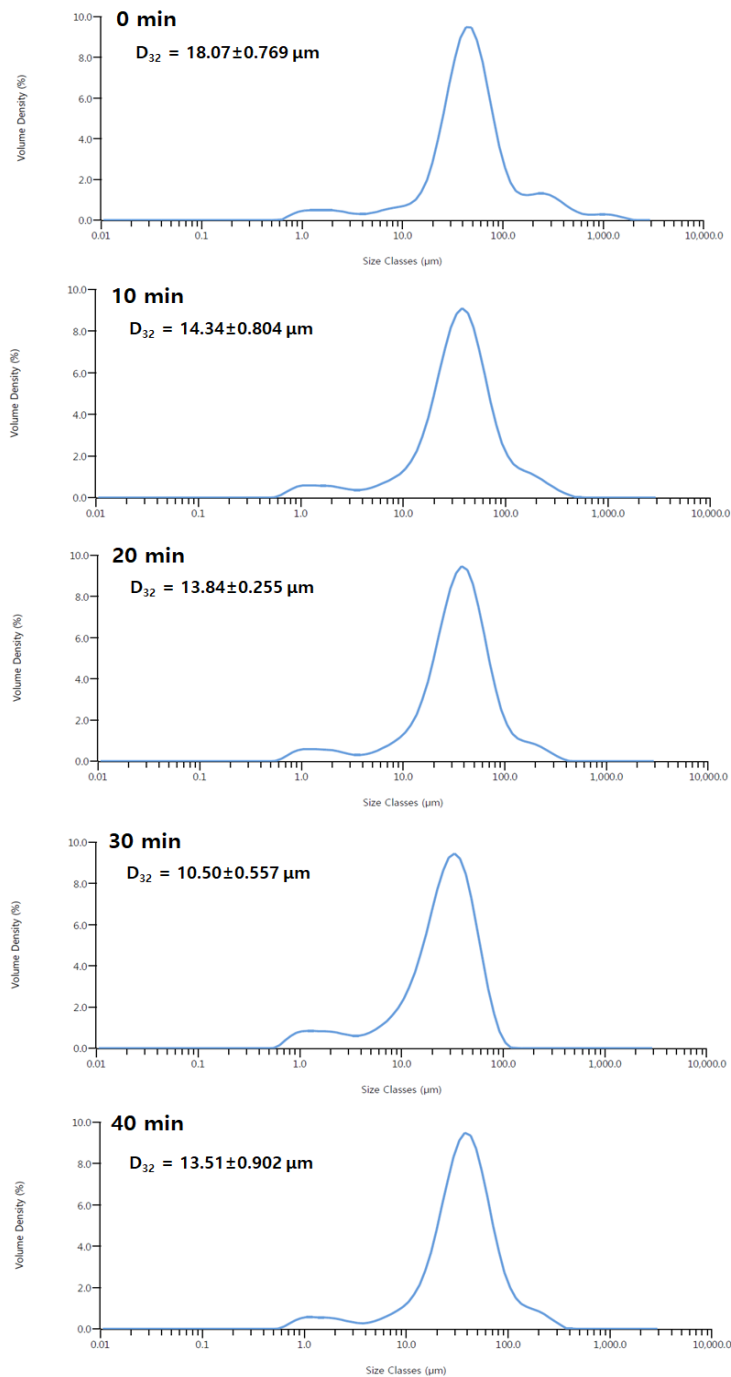 0 min
D₃₂ = 18.07±0.769 μm
Volume Density (%)
10.0
8.0
6.0
4.0
2.0
0.0
0.01 0.1 1.0 10.0 100.0 1,000.0 10,000.0
Size Classes (μm)
10 min
D₃₂ = 14.34±0.804 μm
Volume Density (%)
10.0
8.0
6.0
4.0
2.0
0.0
0.01 0.1 1.0 10.0 100.0 1,000.0 10,000.0
Size Classes (μm)
20 min
D₃₂ = 13.84±0.255 μm
Volume Density (%)
10.0
8.0
6.0
4.0
2.0
0.0
0.01 0.1 1.0 10.0 100.0 1,000.0 10,000.0
Size Classes (μm)
30 min
D₃₂ = 10.50±0.557 μm
Volume Density (%)
10.0
8.0
6.0
4.0
2.0
0.0
0.01 0.1 1.0 10.0 100.0 1,000.0 10,000.0
Size Classes (μm)
40 min
D₃₂ = 13.51±0.902 μm
Volume Density (%)
10.0
8.0
6.0
4.0
2.0
0.0
0.01 0.1 1.0 10.0 100.0 1,000.0 10,000.0
Size Classes (μm)